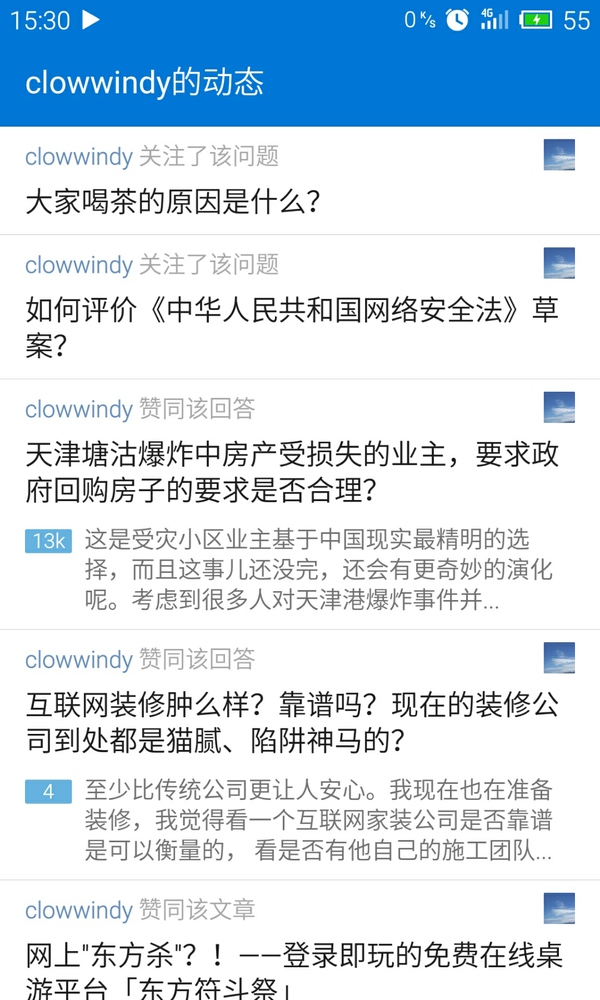 15:30 0 K/s 4G 55
clowwindy的动态
clowwindy 关注了该问题
大家喝茶的原因是什么？
clowwindy 关注了该问题
如何评价《中华人民共和国网络安全法》草
案？
clowwindy 赞同该回答
天津塘沽爆炸中房产受损失的业主，要求政
府回购房子的要求是否合理？
13k 这是受灾小区业主基于中国现实最精明的选
择，而且这事儿还没完，还会有更奇妙的演化
呢。考虑到很多人对天津港爆炸事件并...
clowwindy 赞同该回答
互联网装修肿么样？靠谱吗？现在的装修公
司到处都是猫腻、陷阱神马的？
4 至少比传统公司更让人安心。我现在也在准备
装修，我觉得看一个互联网家装公司是否靠谱
是可以衡量的， 看是否有他自己的施工团队...
clowwindy 赞同该文章
网上"东方杀"？！——登录即玩的免费在线桌
游平台「东方符斗祭」